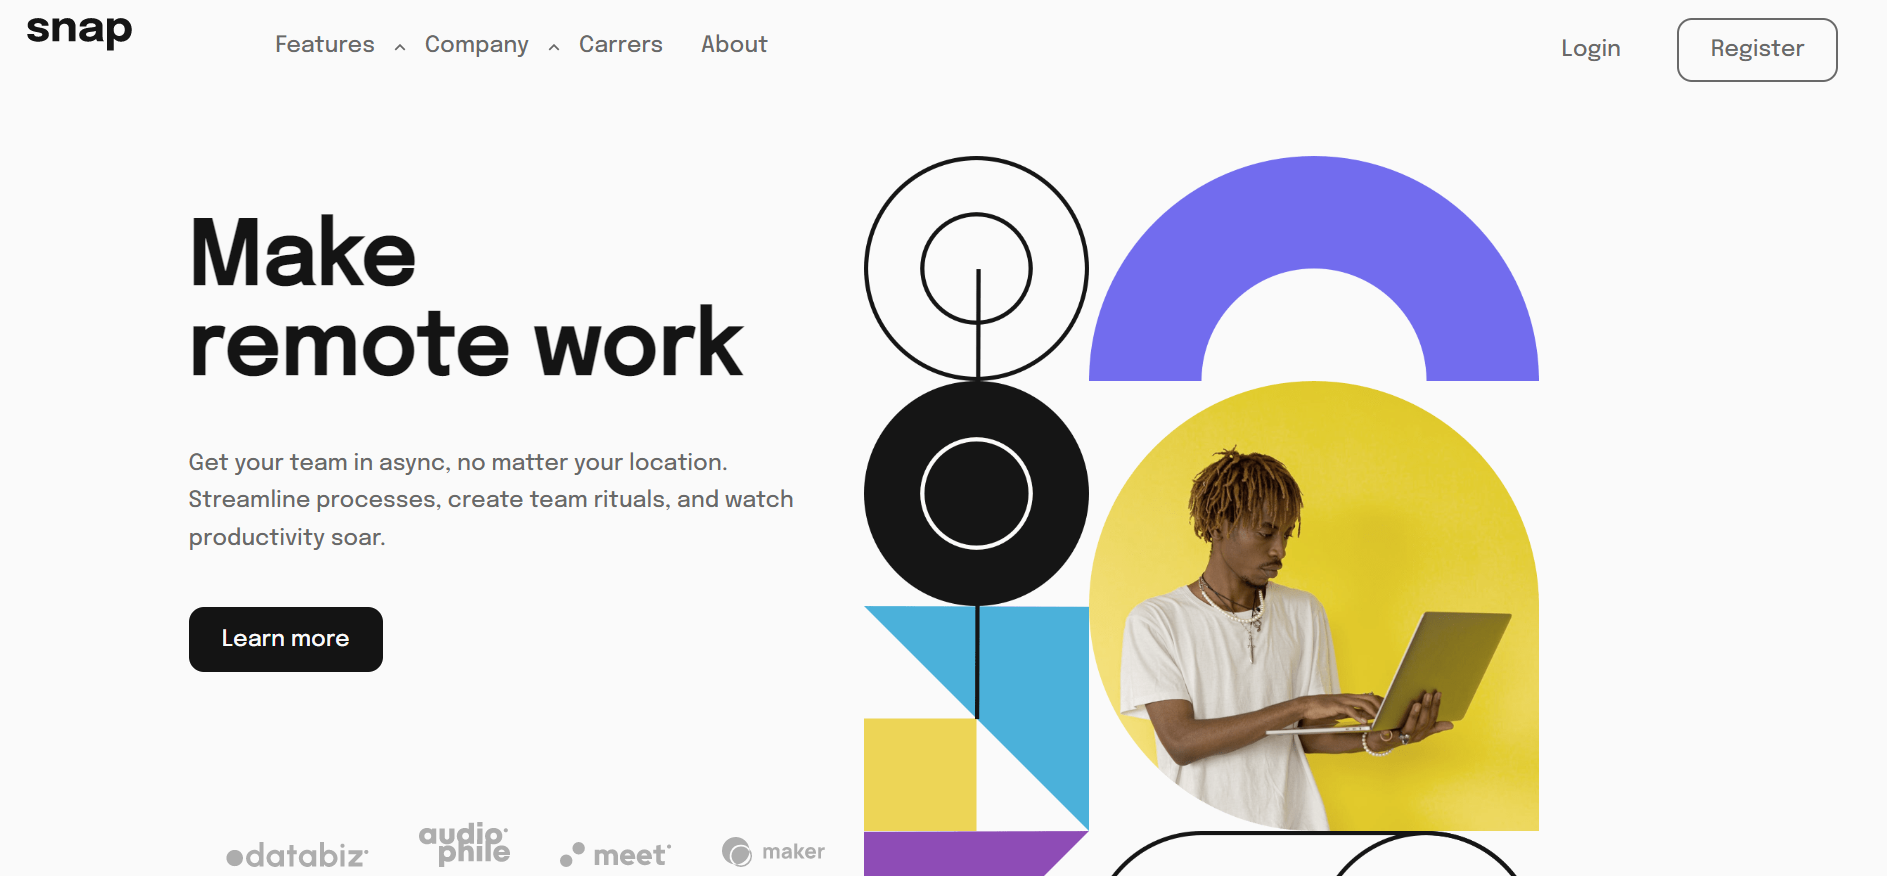 snap
Features Company Carrers About
Login Register
Make
remote work
Get your team in async, no matter your location.
Streamline processes, create team rituals, and watch
productivity soar.
Learn more
databiz
audio
phile
meet
maker